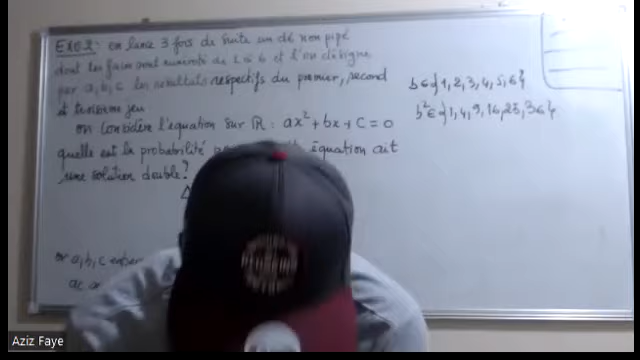 EXO2: on lance 3 fois de suite un dé non pipé
dont les faces sont numéroté de 1 à 6 et l'on désigne
par a, b, c les résultats respectifs du premier, second
et troisième jeu.
on considère l'équation sur ℝ: ax² + bx + c = 0
quelle est la probabilité équation ait
une solution double?
Δ
or a, b, c
ac
b ∈ {1, 2, 3, 4, 5, 6}
b² ∈ {1, 4, 9, 16, 25, 36}
Aziz Faye